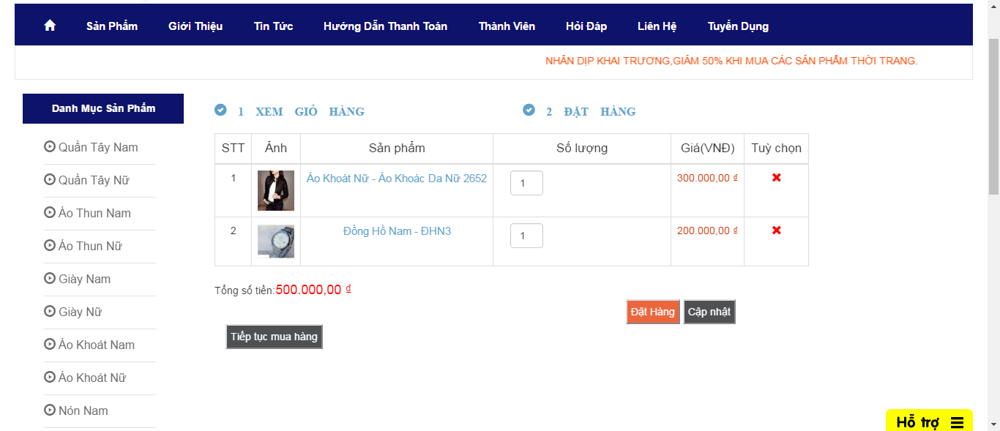 Sản Phẩm Giới Thiệu Tin Tức Hướng Dẫn Thanh Toán Thành Viên Hỏi Đáp Liên Hệ Tuyển Dụng
NHÂN DỊP KHAI TRƯƠNG,GIẢM 50% KHI MUA CÁC SẢN PHẨM THỜI TRANG.
Danh Mục Sản Phẩm
Quần Tây Nam
Quần Tây Nữ
Áo Thun Nam
Áo Thun Nữ
Giày Nam
Giày Nữ
Áo Khoát Nam
Áo Khoát Nữ
Nón Nam
1 XEM GIỎ HÀNG 2 ĐẶT HÀNG
STT Ảnh Sản phẩm Số lượng Giá(VNĐ) Tuỳ chọn
1 Áo Khoát Nữ - Áo Khoác Da Nữ 2652 1 300.000,00 ₫
2 Đồng Hồ Nam - ĐHN3 1 200.000,00 ₫
Tổng số tiền:500.000,00 ₫
Đặt Hàng Cập nhật
Tiếp tục mua hàng
Hỗ trợ